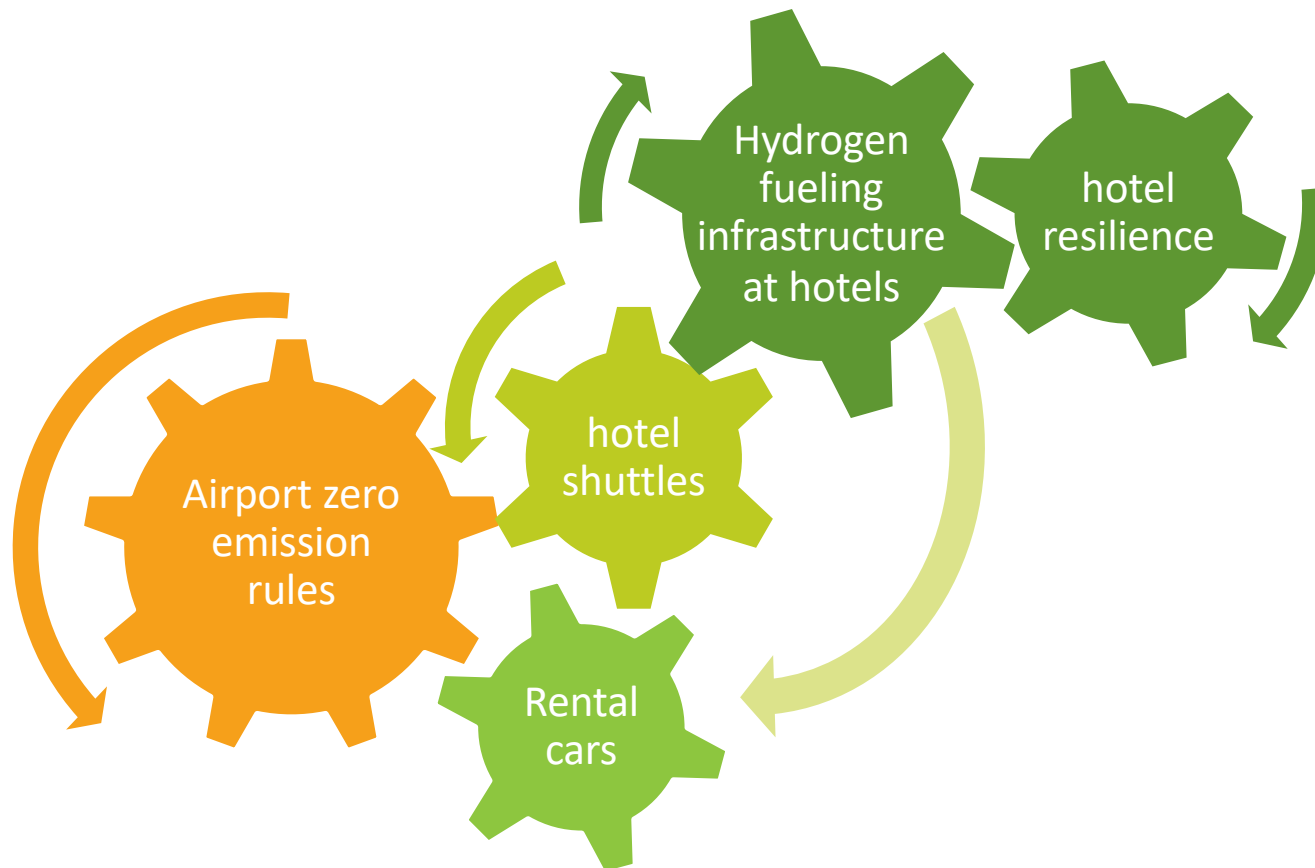 Hydrogen
fueling
infrastructure
at hotels
hotel
resilience
hotel
shuttles
Airport zero
emission
rules
Rental
cars